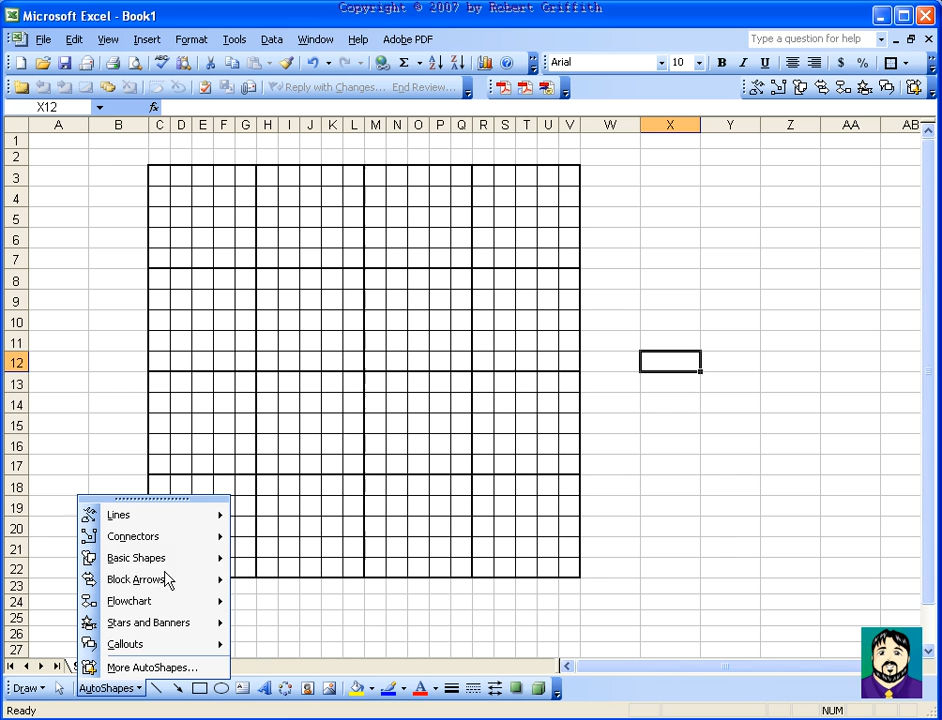 Copyright © 2007 by Robert Griffith
Microsoft Excel - Book1
File Edit View Insert Format Tools Data Window Help Adobe PDF
Type a question for help
Arial 10 B I U $ %
Reply with Changes... End Review...
X12 fx
A B C D E F G H I J K L M N O P Q R S T U V W X Y Z AA AB
1
2
3
4
5
6
7
8
9
10
11
12
13
14
15
16
17
18
19
20
21
22
23
24
25
26
27
Lines
Connectors
Basic Shapes
Block Arrows
Flowchart
Stars and Banners
Callouts
More AutoShapes...
Draw AutoShapes A
Ready NUM